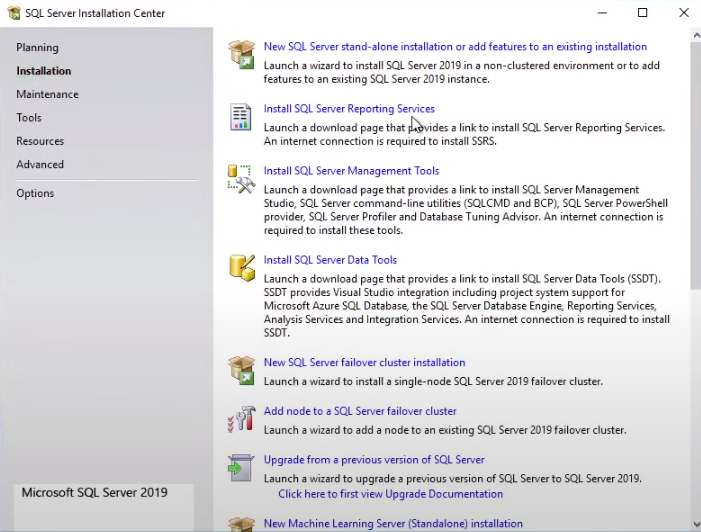 SQL Server Installation Center
Planning
Installation
Maintenance
Tools
Resources
Advanced
Options
Microsoft SQL Server 2019
New SQL Server stand-alone installation or add features to an existing installation
Launch a wizard to install SQL Server 2019 in a non-clustered environment or to add
features to an existing SQL Server 2019 instance.
Install SQL Server Reporting Services
Launch a download page that provides a link to install SQL Server Reporting Services.
An internet connection is required to install SSRS.
Install SQL Server Management Tools
Launch a download page that provides a link to install SQL Server Management
Studio, SQL Server command-line utilities (SQLCMD and BCP), SQL Server PowerShell
provider, SQL Server Profiler and Database Tuning Advisor. An internet connection is
required to install these tools.
Install SQL Server Data Tools
Launch a download page that provides a link to install SQL Server Data Tools (SSDT).
SSDT provides Visual Studio integration including project system support for
Microsoft Azure SQL Database, the SQL Server Database Engine, Reporting Services,
Analysis Services and Integration Services. An internet connection is required to install
SSDT.
New SQL Server failover cluster installation
Launch a wizard to install a single-node SQL Server 2019 failover cluster.
Add node to a SQL Server failover cluster
Launch a wizard to add a node to an existing SQL Server 2019 failover cluster.
Upgrade from a previous version of SQL Server
Launch a wizard to upgrade a previous version of SQL Server to SQL Server 2019.
Click here to first view Upgrade Documentation
New Machine Learning Server (Standalone) installation